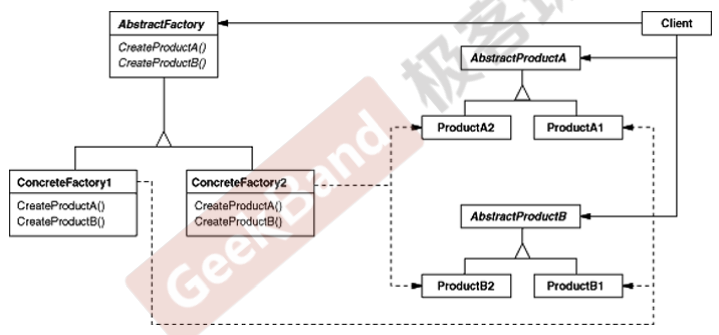 AbstractFactory
CreateProductA()
CreateProductB()
Client
AbstractProductA
ProductA2
ProductA1
ConcreteFactory1
CreateProductA()
CreateProductB()
ConcreteFactory2
CreateProductA()
CreateProductB()
AbstractProductB
ProductB2
ProductB1
GeekBand 极客班